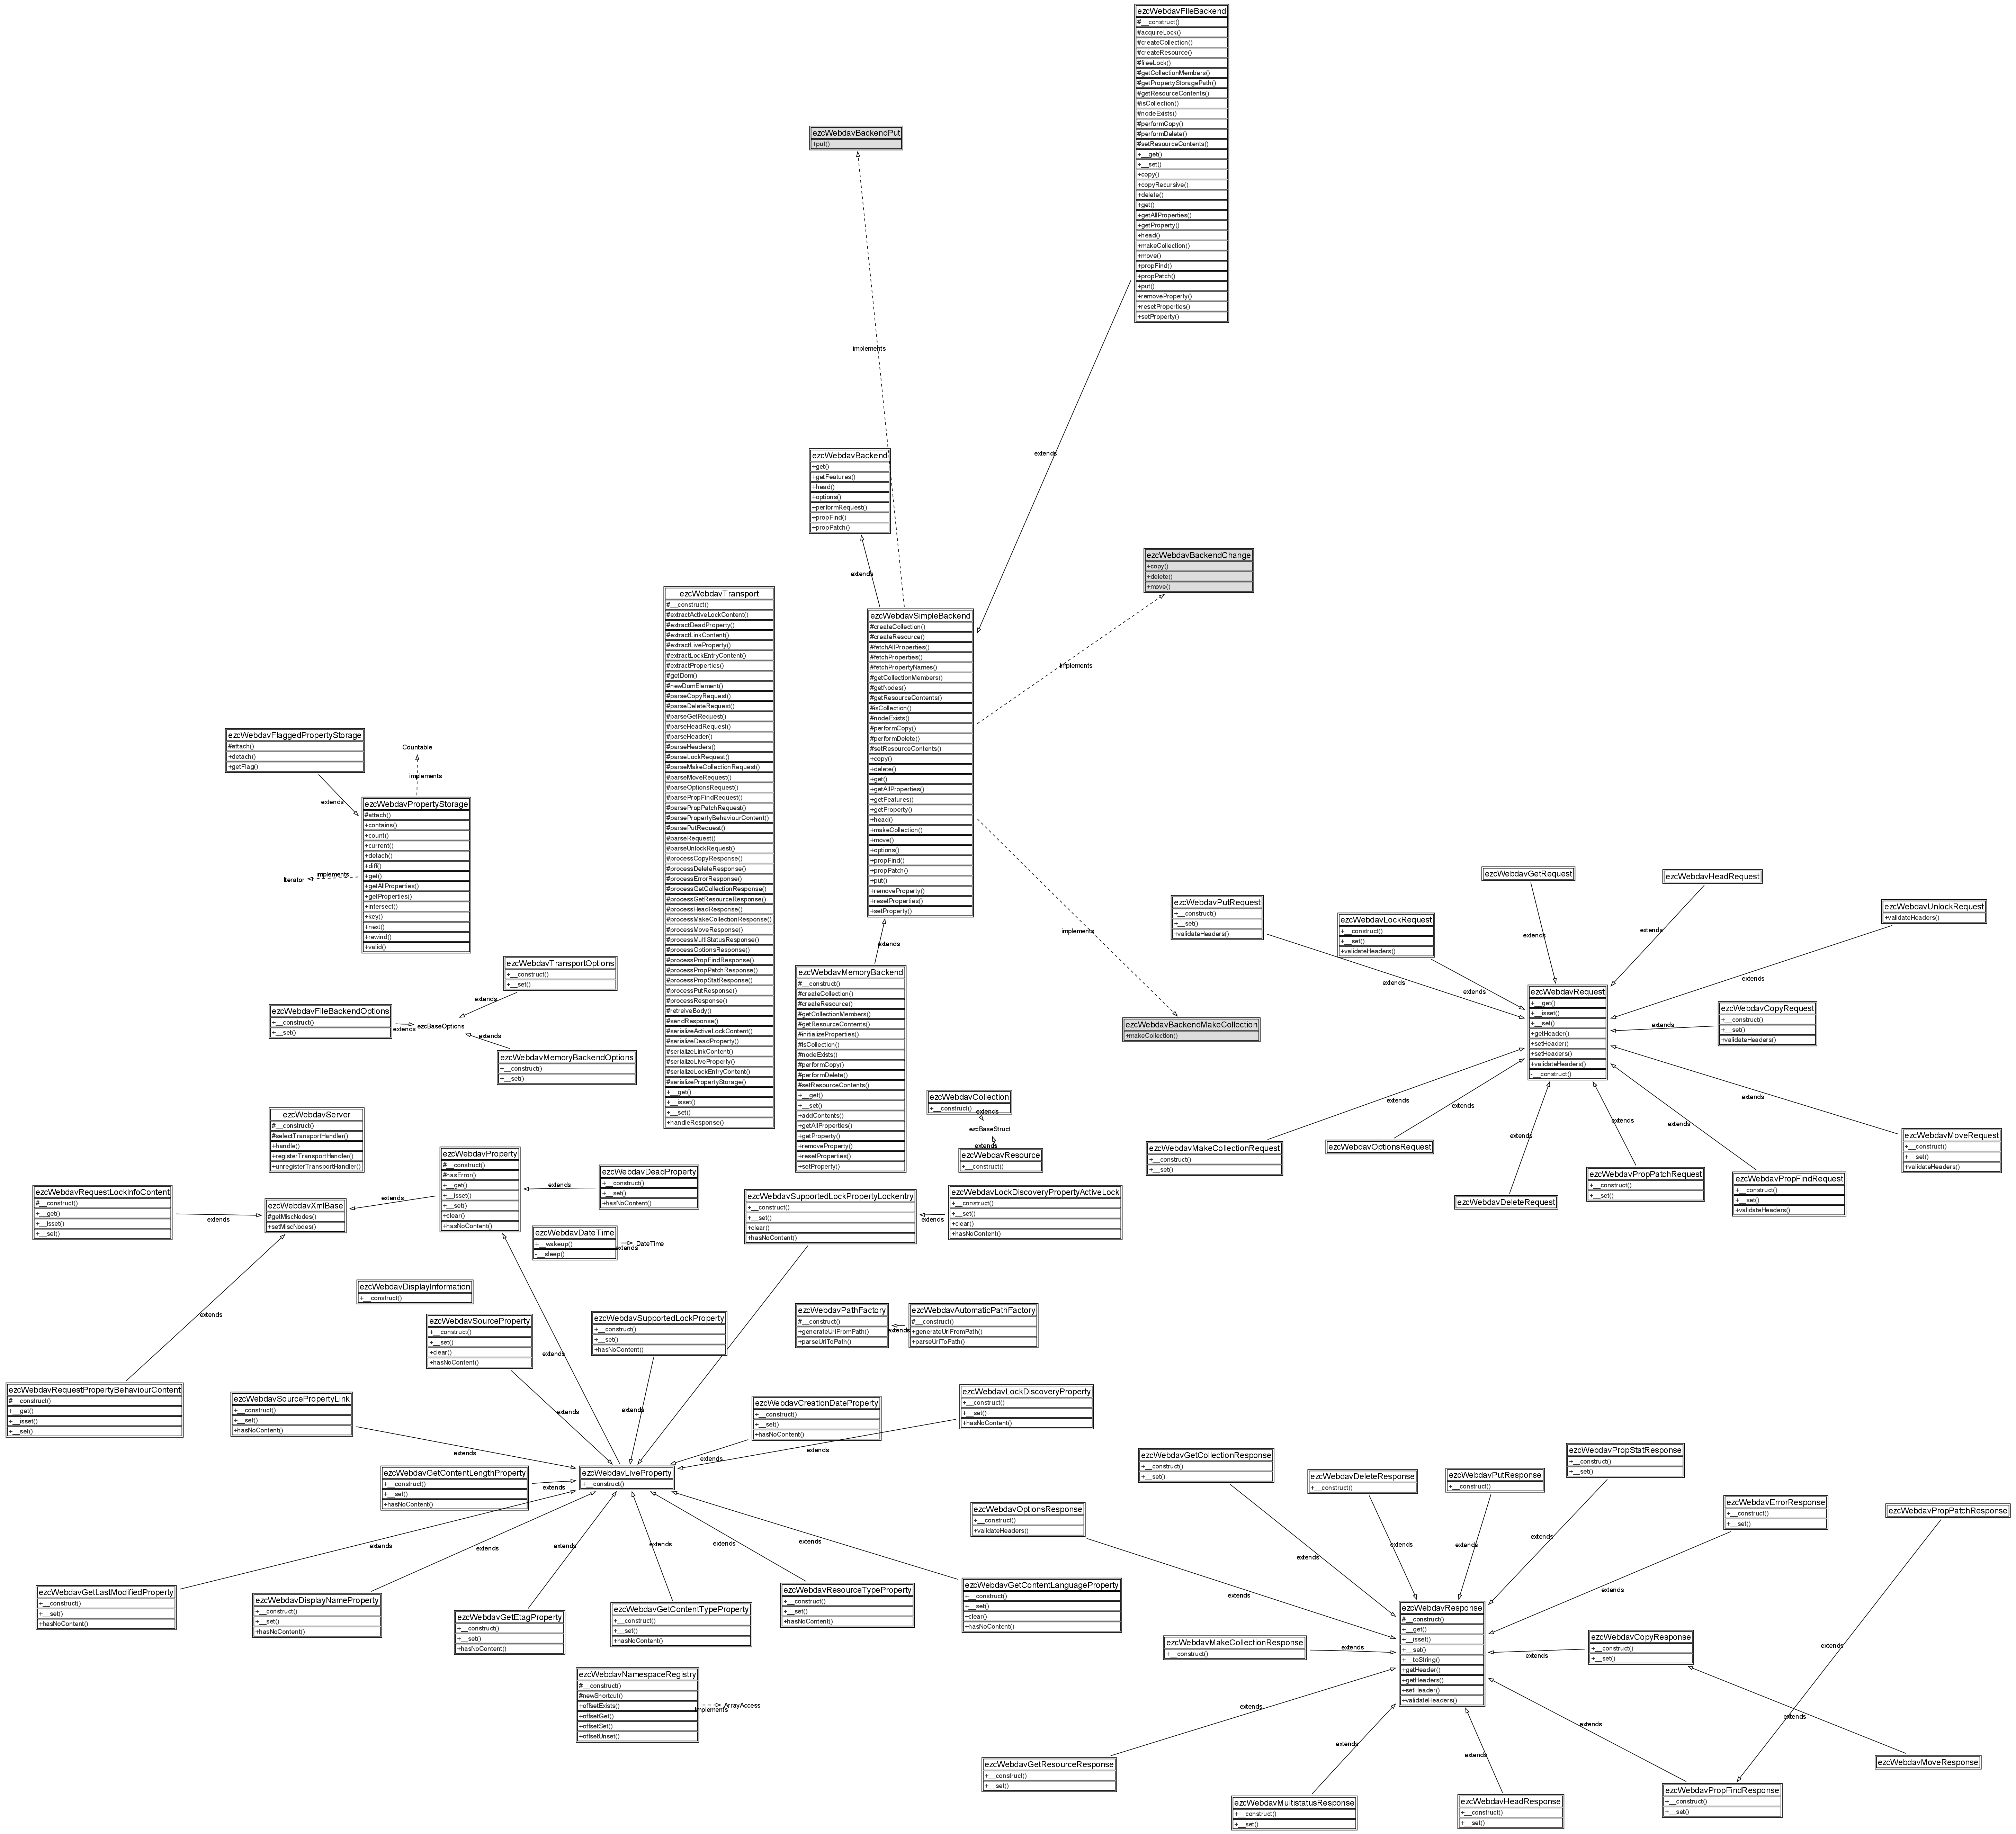 ezcWebdavFileBackend
#__construct()
#acquireLock()
#createCollection()
#createResource()
#freeLock()
#getCollectionMembers()
#getPropertyStoragePath()
#getResourceContents()
#isCollection()
#nodeExists()
#performCopy()
#performDelete()
#setResourceContents()
+__get()
+__set()
+copy()
+copyRecursive()
+delete()
+get()
+getAllProperties()
+getProperty()
+head()
+makeCollection()
+move()
+propFind()
+propPatch()
+put()
+removeProperty()
+resetProperties()
+setProperty()
ezcWebdavBackendPut
+put()
implements
extends
ezcWebdavBackend
+get()
+getFeatures()
+head()
+options()
+performRequest()
+propFind()
+propPatch()
extends
ezcWebdavBackendChange
+copy()
+delete()
+move()
implements
ezcWebdavTransport
#__construct()
#extractActiveLockContent()
#extractDeadProperty()
#extractLinkContent()
#extractLiveProperty()
#extractLockEntryContent()
#extractProperties()
#getDom()
#newDomElement()
#parseCopyRequest()
#parseDeleteRequest()
#parseGetRequest()
#parseHeadRequest()
#parseHeader()
#parseHeaders()
#parseLockRequest()
#parseMakeCollectionRequest()
#parseMoveRequest()
#parseOptionsRequest()
#parsePropFindRequest()
#parsePropPatchRequest()
#parsePropertyBehaviourContent()
#parsePutRequest()
#parseRequest()
#parseUnlockRequest()
#processCopyResponse()
#processDeleteResponse()
#processErrorResponse()
#processGetCollectionResponse()
#processGetResourceResponse()
#processHeadResponse()
#processMakeCollectionResponse()
#processMoveResponse()
#processMultiStatusResponse()
#processOptionsResponse()
#processPropFindResponse()
#processPropPatchResponse()
#processPropStatResponse()
#processPutResponse()
#processResponse()
#retreiveBody()
#sendResponse()
#serializeActiveLockContent()
#serializeDeadProperty()
#serializeLinkContent()
#serializeLiveProperty()
#serializeLockEntryContent()
#serializePropertyStorage()
+__get()
+__isset()
+__set()
+handleResponse()
ezcWebdavSimpleBackend
#createCollection()
#createResource()
#fetchAllProperties()
#fetchProperties()
#fetchPropertyNames()
#getCollectionMembers()
#getNodes()
#getResourceContents()
#isCollection()
#nodeExists()
#performCopy()
#performDelete()
#setResourceContents()
+copy()
+delete()
+get()
+getAllProperties()
+getFeatures()
+getProperty()
+head()
+makeCollection()
+move()
+options()
+propFind()
+propPatch()
+put()
+removeProperty()
+resetProperties()
+setProperty()
implements
extends
ezcWebdavBackendMakeCollection
+makeCollection()
ezcWebdavFlaggedPropertyStorage
#attach()
+detach()
+getFlag()
Countable
implements
extends
ezcWebdavPropertyStorage
#attach()
+contains()
+count()
+current()
+detach()
+diff()
+get()
+getAllProperties()
+getProperties()
+intersect()
+key()
+next()
+rewind()
+valid()
Iterator
implements
ezcWebdavTransportOptions
+__construct()
+__set()
extends
ezcWebdavFileBackendOptions
+__construct()
+__set()
extends
ezcBaseOptions
extends
ezcWebdavMemoryBackendOptions
+__construct()
+__set()
ezcWebdavMemoryBackend
#__construct()
#createCollection()
#createResource()
#getCollectionMembers()
#getResourceContents()
#initializeProperties()
#isCollection()
#nodeExists()
#performCopy()
#performDelete()
#setResourceContents()
+__get()
+__set()
+addContents()
+getAllProperties()
+getProperty()
+removeProperty()
+resetProperties()
+setProperty()
ezcWebdavCollection
+__construct()
extends
ezcBaseStruct
extends
ezcWebdavResource
+__construct()
ezcWebdavGetRequest
ezcWebdavHeadRequest
ezcWebdavPutRequest
+__construct()
+__set()
+validateHeaders()
ezcWebdavLockRequest
+__construct()
+__set()
+validateHeaders()
ezcWebdavUnlockRequest
+validateHeaders()
extends
extends
extends
extends
extends
ezcWebdavRequest
+__get()
+__isset()
+__set()
+getHeader()
+setHeader()
+setHeaders()
+validateHeaders()
-__construct()
extends
ezcWebdavCopyRequest
+__construct()
+__set()
+validateHeaders()
extends
extends
extends
extends
extends
extends
ezcWebdavMakeCollectionRequest
+__construct()
+__set()
ezcWebdavOptionsRequest
ezcWebdavDeleteRequest
ezcWebdavPropPatchRequest
+__construct()
+__set()
ezcWebdavPropFindRequest
+__construct()
+__set()
+validateHeaders()
ezcWebdavMoveRequest
+__construct()
+__set()
+validateHeaders()
ezcWebdavServer
#__construct()
#selectTransportHandler()
+handle()
+registerTransportHandler()
+unregisterTransportHandler()
ezcWebdavProperty
#__construct()
#hasError()
+__get()
+__isset()
+__set()
+clear()
+hasNoContent()
extends
ezcWebdavDeadProperty
+__construct()
+__set()
+hasNoContent()
ezcWebdavRequestLockInfoContent
#__construct()
+__get()
+__isset()
+__set()
extends
ezcWebdavXmlBase
#getMiscNodes()
+setMiscNodes()
extends
ezcWebdavDateTime
+__wakeup()
-__sleep()
extends
DateTime
ezcWebdavSupportedLockPropertyLockentry
+__construct()
+__set()
+clear()
+hasNoContent()
extends
ezcWebdavLockDiscoveryPropertyActiveLock
+__construct()
+__set()
+clear()
+hasNoContent()
ezcWebdavDisplayInformation
+__construct()
extends
ezcWebdavSourceProperty
+__construct()
+__set()
+clear()
+hasNoContent()
extends
ezcWebdavSupportedLockProperty
+__construct()
+__set()
+hasNoContent()
ezcWebdavPathFactory
#__construct()
+generateUriFromPath()
+parseUriToPath()
extends
ezcWebdavAutomaticPathFactory
#__construct()
+generateUriFromPath()
+parseUriToPath()
ezcWebdavRequestPropertyBehaviourContent
#__construct()
+__get()
+__isset()
+__set()
ezcWebdavSourcePropertyLink
+__construct()
+__set()
+hasNoContent()
extends
extends
extends
ezcWebdavCreationDateProperty
+__construct()
+__set()
+hasNoContent()
extends
ezcWebdavLockDiscoveryProperty
+__construct()
+__set()
+hasNoContent()
extends
ezcWebdavGetContentLengthProperty
+__construct()
+__set()
+hasNoContent()
extends
ezcWebdavLiveProperty
+__construct()
extends
extends
extends
extends
extends
extends
ezcWebdavGetLastModifiedProperty
+__construct()
+__set()
+hasNoContent()
ezcWebdavDisplayNameProperty
+__construct()
+__set()
+hasNoContent()
ezcWebdavGetEtagProperty
+__construct()
+__set()
+hasNoContent()
ezcWebdavGetContentTypeProperty
+__construct()
+__set()
+hasNoContent()
ezcWebdavResourceTypeProperty
+__construct()
+__set()
+hasNoContent()
ezcWebdavGetContentLanguageProperty
+__construct()
+__set()
+clear()
+hasNoContent()
ezcWebdavNamespaceRegistry
#__construct()
#newShortcut()
+offsetExists()
+offsetGet()
+offsetSet()
+offsetUnset()
implements
ArrayAccess
ezcWebdavGetCollectionResponse
+__construct()
+__set()
ezcWebdavDeleteResponse
+__construct()
ezcWebdavPutResponse
+__construct()
ezcWebdavPropStatResponse
+__construct()
+__set()
ezcWebdavOptionsResponse
+__construct()
+validateHeaders()
ezcWebdavErrorResponse
+__construct()
+__set()
ezcWebdavPropPatchResponse
extends
extends
extends
extends
extends
extends
ezcWebdavResponse
#__construct()
+__get()
+__isset()
+__set()
+__toString()
+getHeader()
+getHeaders()
+setHeader()
+validateHeaders()
ezcWebdavMakeCollectionResponse
+__construct()
extends
extends
ezcWebdavCopyResponse
+__construct()
+__set()
extends
extends
extends
extends
extends
extends
ezcWebdavGetResourceResponse
+__construct()
+__set()
ezcWebdavMultistatusResponse
+__construct()
+__set()
ezcWebdavHeadResponse
+__construct()
+__set()
ezcWebdavPropFindResponse
+__construct()
+__set()
ezcWebdavMoveResponse